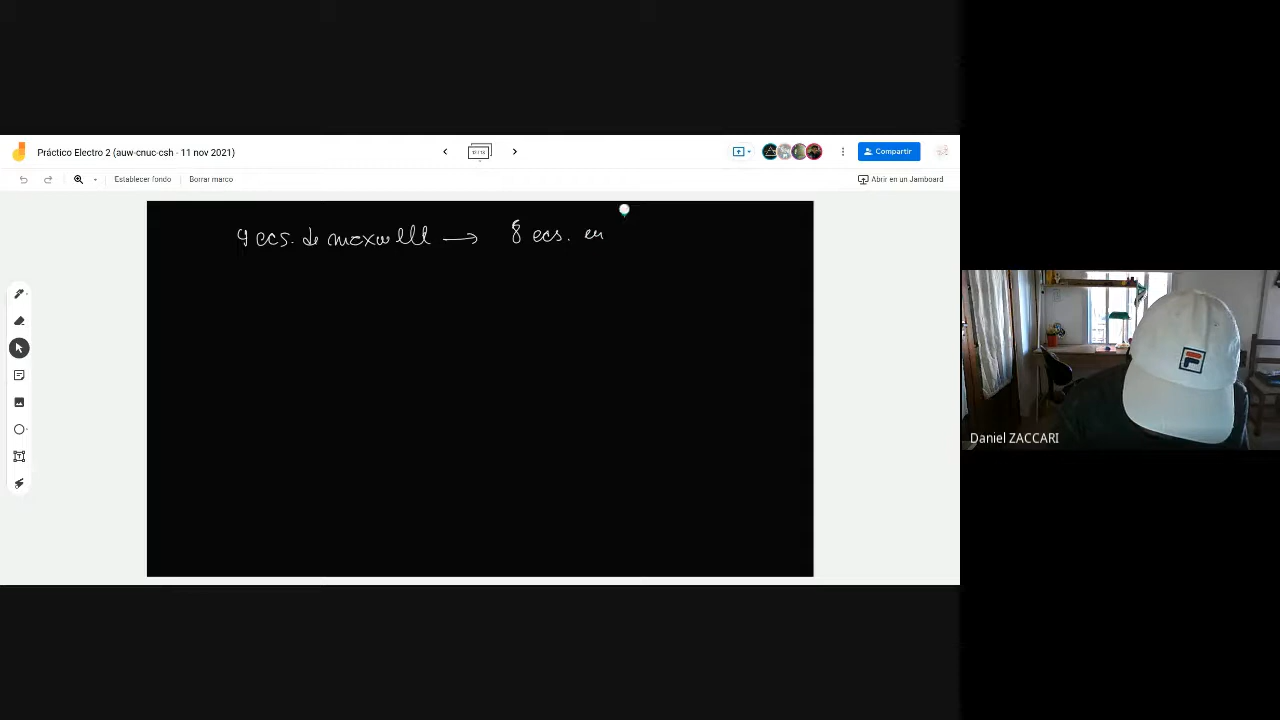 Práctico Electro 2 (auw-cnuc-csh - 11 nov 2021)
Compartir
Establecer fondo
Borrar marco
Abrir en un Jamboard
4 ecs. de maxwell → 8 ecs. en
Daniel ZACCARI